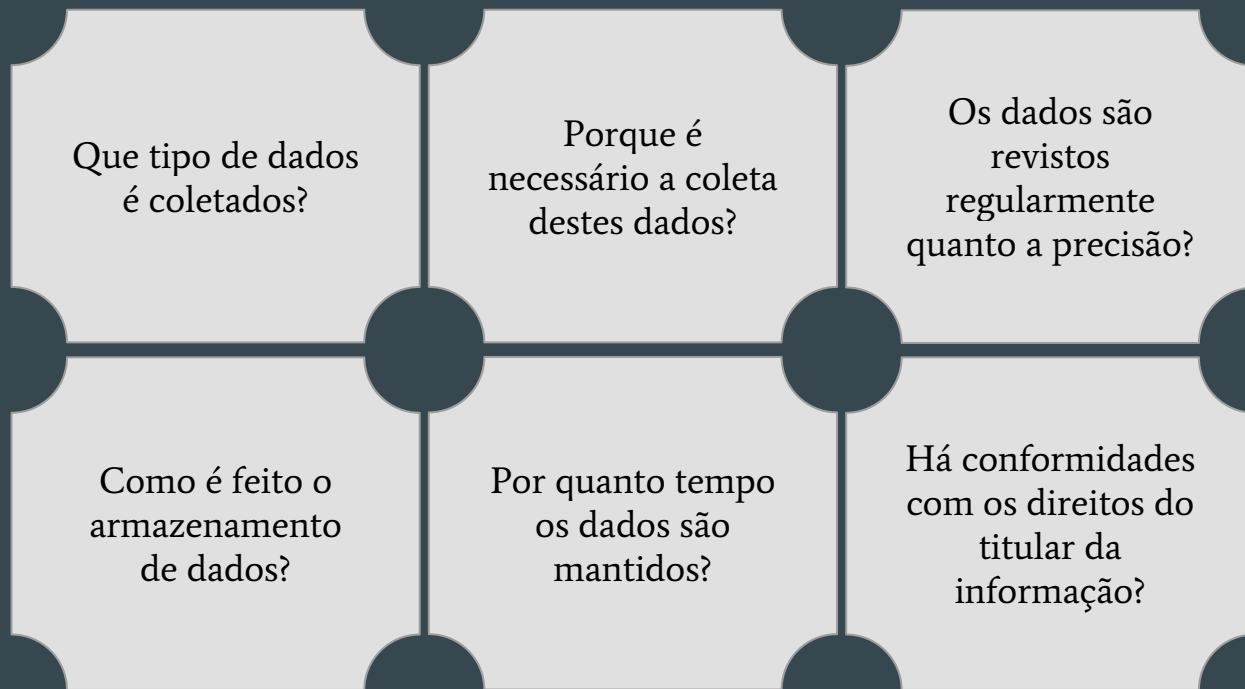 Que tipo de dados
é coletados?
Porque é
necessário a coleta
destes dados?
Os dados são
revistos
regularmente
quanto a precisão?
Como é feito o
armazenamento
de dados?
Por quanto tempo
os dados são
mantidos?
Há conformidades
com os direitos do
titular da
informação?